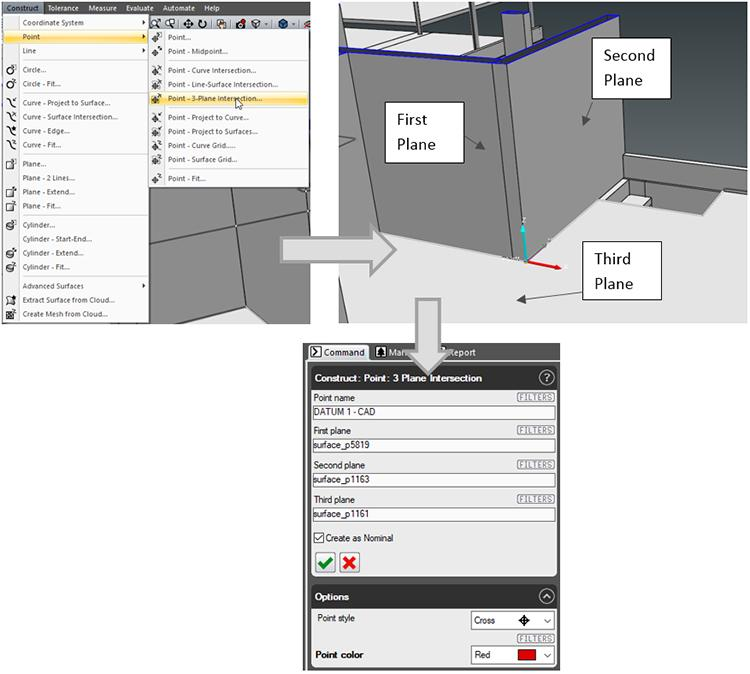 Construct Tolerance Measure Evaluate Automate Help
Coordinate System
Point
Line
Circle...
Circle - Fit...
Curve - Project to Surface...
Curve - Surface Intersection...
Curve - Edge...
Curve - Fit...
Plane...
Plane - 2 Lines...
Plane - Extend...
Plane - Fit...
Cylinder...
Cylinder - Start-End...
Cylinder - Extend...
Cylinder - Fit...
Advanced Surfaces
Extract Surface from Cloud...
Create Mesh from Cloud...
Point...
Point - Midpoint...
Point - Curve Intersection...
Point - Line-Surface Intersection...
Point - 3-Plane Intersection...
Point - Project to Curve...
Point - Project to Surfaces...
Point - Curve Grid.....
Point - Surface Grid...
Point - Fit...
First
Plane
Second
Plane
Third
Plane
Command
Report
Construct: Point: 3 Plane Intersection
?
Point name FILTERS
DATUM 1 - CAD
First plane FILTERS
surface_p5819
Second plane FILTERS
surface_p1163
Third plane FILTERS
surface_p1161
Create as Nominal
Options
Point style Cross
FILTERS
Point color Red